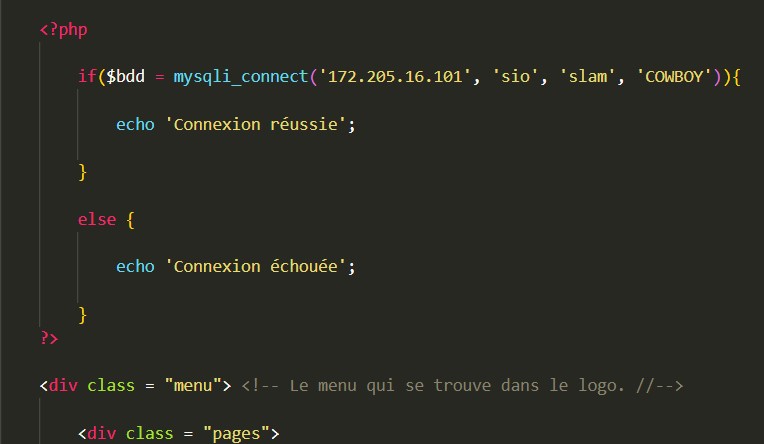 <?php
if($bdd = mysqli_connect('172.205.16.101', 'sio', 'slam', 'COWBOY')){
echo 'Connexion réussie';
}
else {
echo 'Connexion échouée';
}
?>
<div class = "menu"> <!-- Le menu qui se trouve dans le logo. //-->
<div class = "pages">